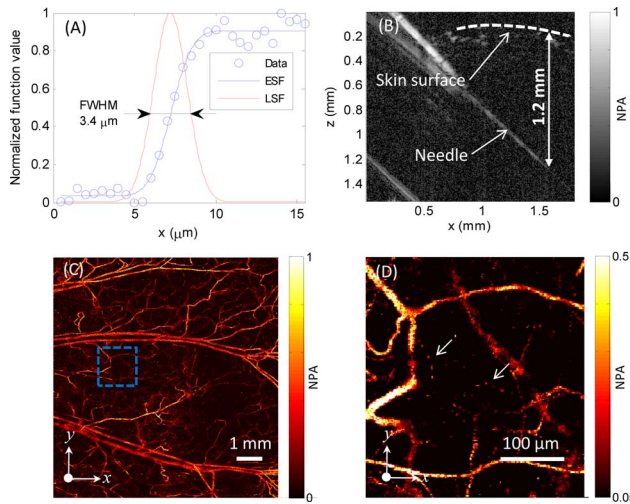 (A)
Normalized function value
1
0.8
0.6
0.4
0.2
0
FWHM
3.4 μm
Data
ESF
LSF
0 5 10 15
x (μm)
(B)
0.2
0.4
0.6
0.8
1.0
1.2
1.4
z (mm)
Skin surface
Needle
1.2 mm
0.5 1 1.5
x (mm)
1
NPA
0
(C)
y
x
1 mm
1
NPA
0
(D)
y
x
100 μm
0.5
NPA
0.0